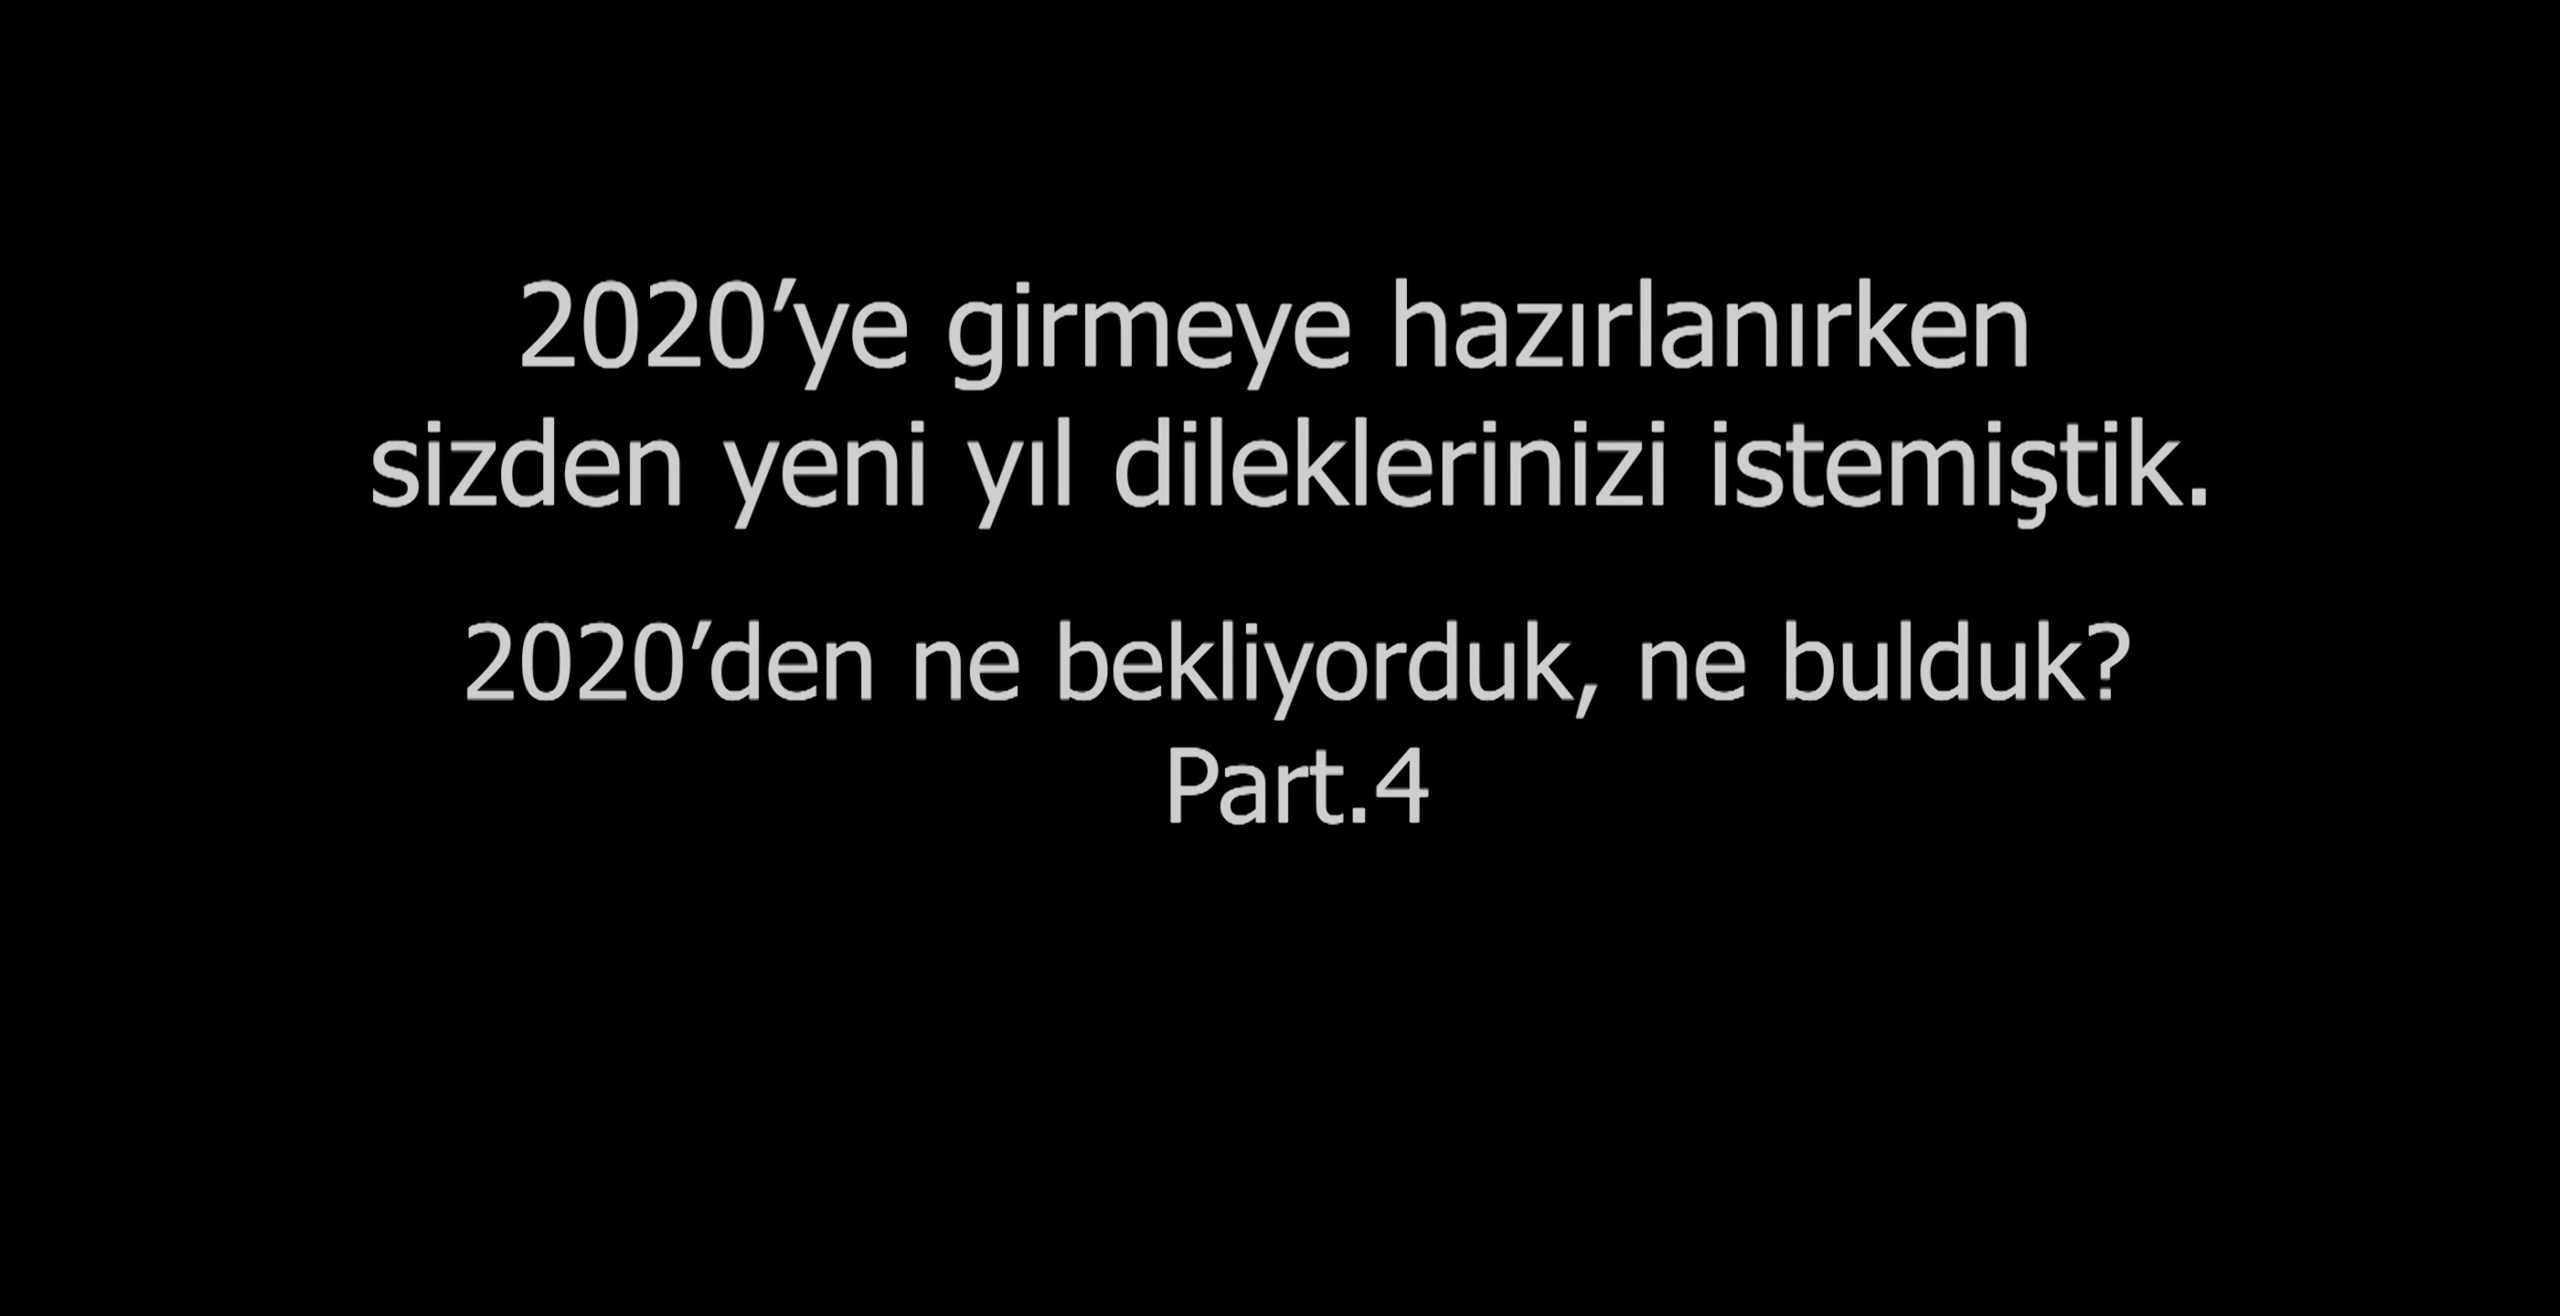 2020’ye girmeye hazırlanırken
sizden yeni yıl dileklerinizi istemiştik.
2020’den ne bekliyorduk, ne bulduk?
Part.4